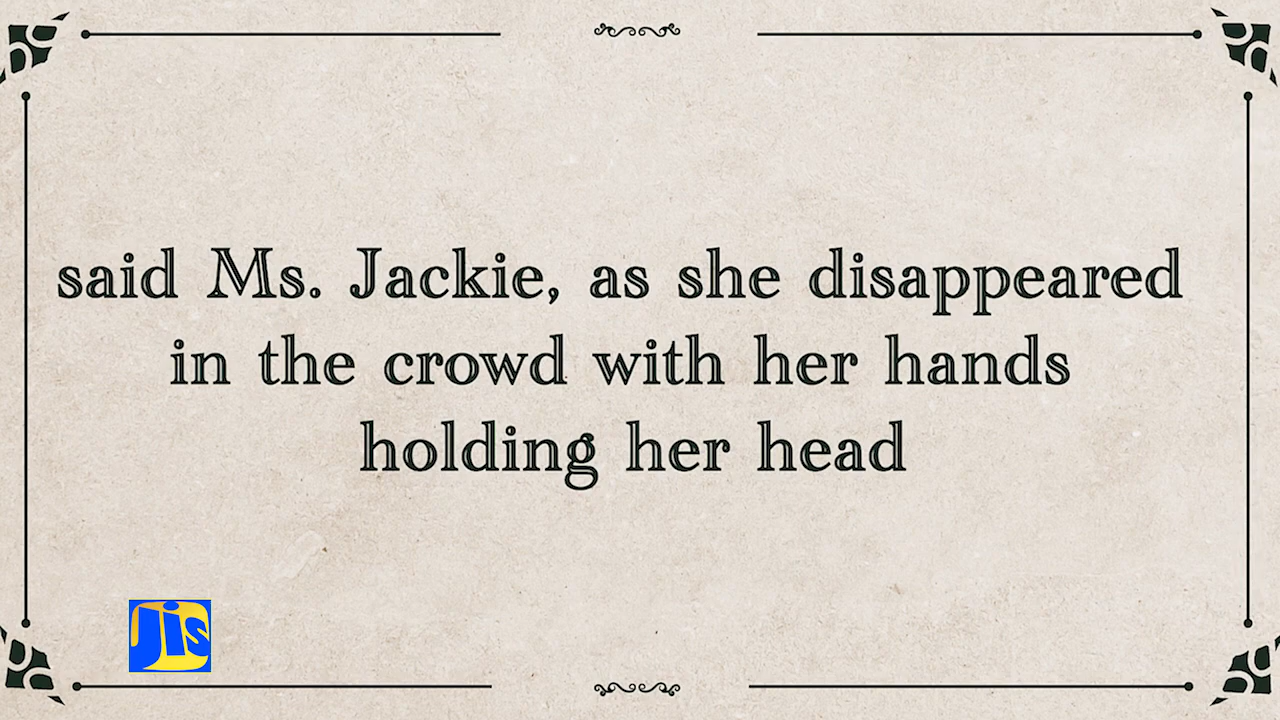 said Ms. Jackie, as she disappeared
in the crowd with her hands
holding her head
Jis